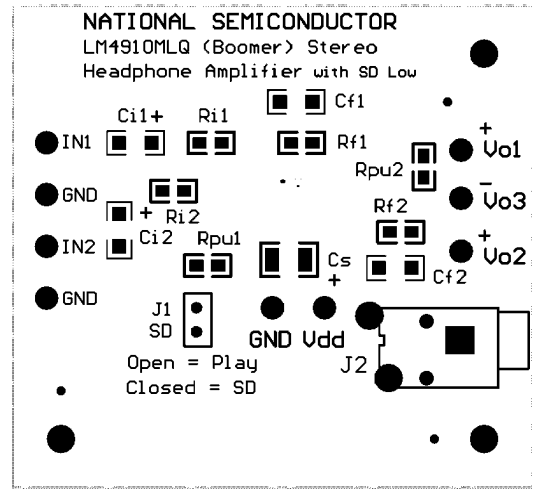 NATIONAL SEMICONDUCTOR
LM4910MLQ (Boomer) Stereo
Headphone Amplifier with SD Low
Cf1
Ci1+
Ri1
Rf1
IN1
+
Vo1
Rpu2
GND
Ri2
-
Vo3
+
Ci2
Rf2
IN2
+
Vo2
Rpu1
Cs
+
Cf2
GND
J1
SD
GND Vdd
J2
Open = Play
Closed = SD